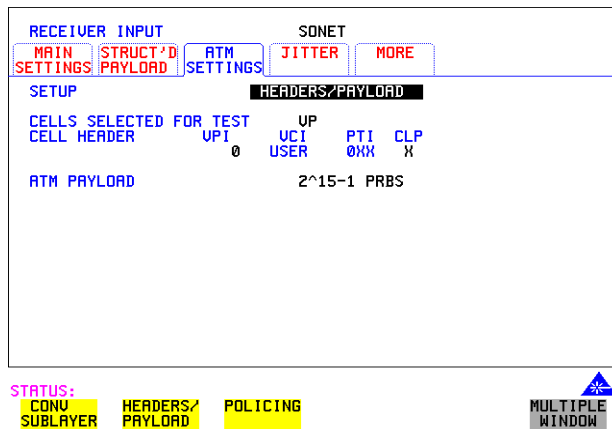 RECEIVER INPUT SONET
MAIN SETTINGS STRUCT'D PAYLOAD ATM SETTINGS JITTER MORE
SETUP HEADERS/PAYLOAD
CELLS SELECTED FOR TEST VP
CELL HEADER VPI VCI PTI CLP
0 USER 0XX X
ATM PAYLOAD 2^15-1 PRBS
STATUS:
CONV SUBLAYER HEADERS/ PAYLOAD POLICING MULTIPLE WINDOW